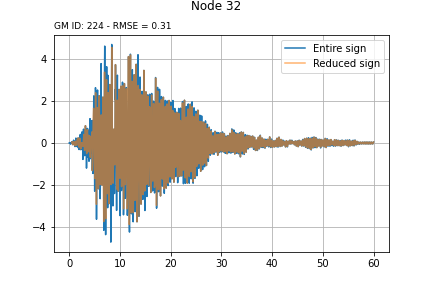 Node 32
GM ID: 224 - RMSE = 0.31
Entire sign
Reduced sign
4
2
0
−2
−4
0 10 20 30 40 50 60